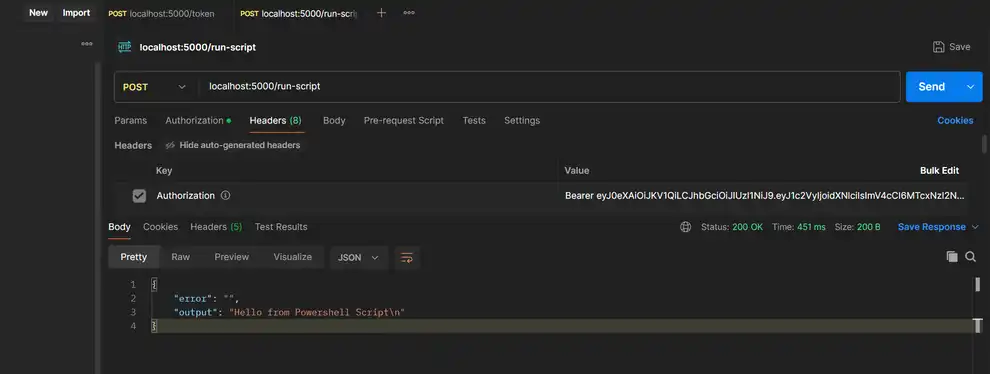 New Import POST localhost:5000/token POST localhost:5000/run-scrip
HTTP localhost:5000/run-script Save
POST localhost:5000/run-script Send
Params Authorization Headers (8) Body Pre-request Script Tests Settings Cookies
Headers Hide auto-generated headers
Key Value Bulk Edit
Authorization Bearer
Body Cookies Headers (5) Test Results Status: 200 OK Time: 451 ms Size: 200 B Save Response
Pretty Raw Preview Visualize JSON
1 {
2 "error": "",
3 "output": "Hello from Powershell Script\n"
4 }